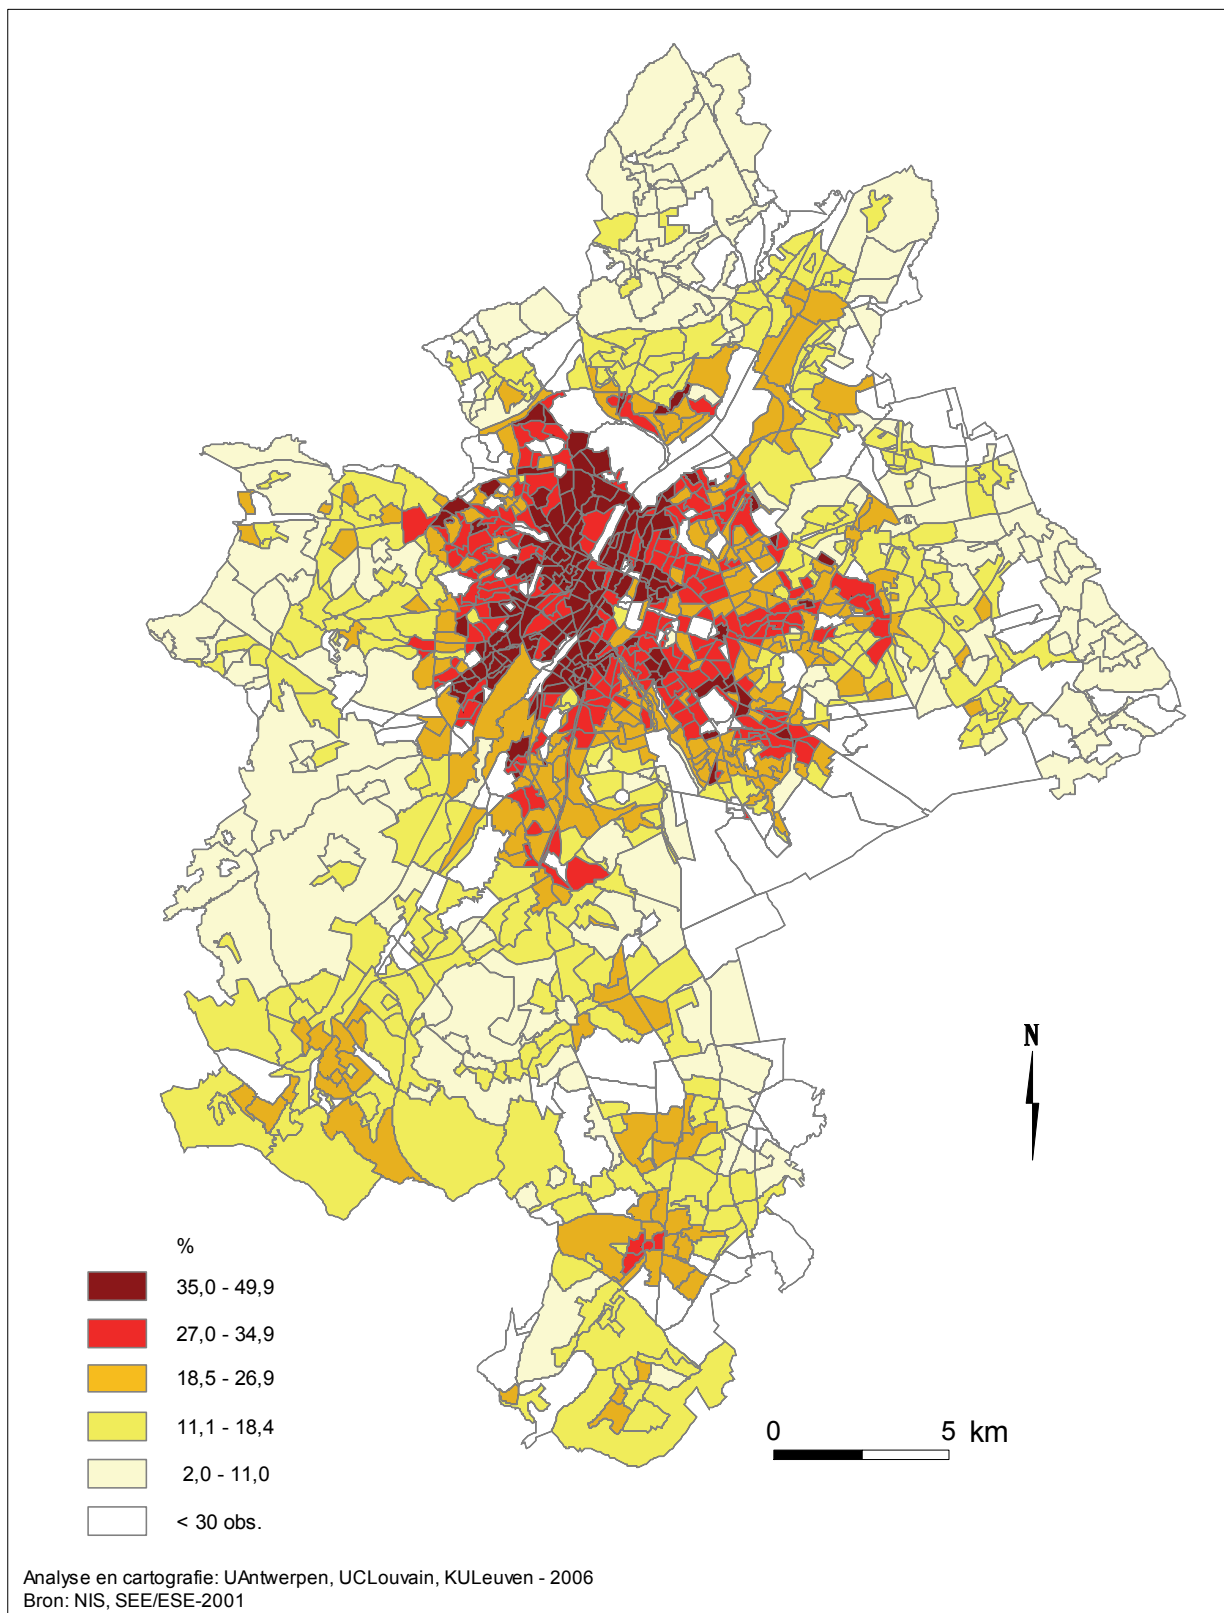 N
%
35,0 - 49,9
27,0 - 34,9
18,5 - 26,9
11,1 - 18,4
2,0 - 11,0
< 30 obs.
0 5 km
Analyse en cartografie: UAntwerpen, UCLouvain, KULeuven - 2006
Bron: NIS, SEE/ESE-2001